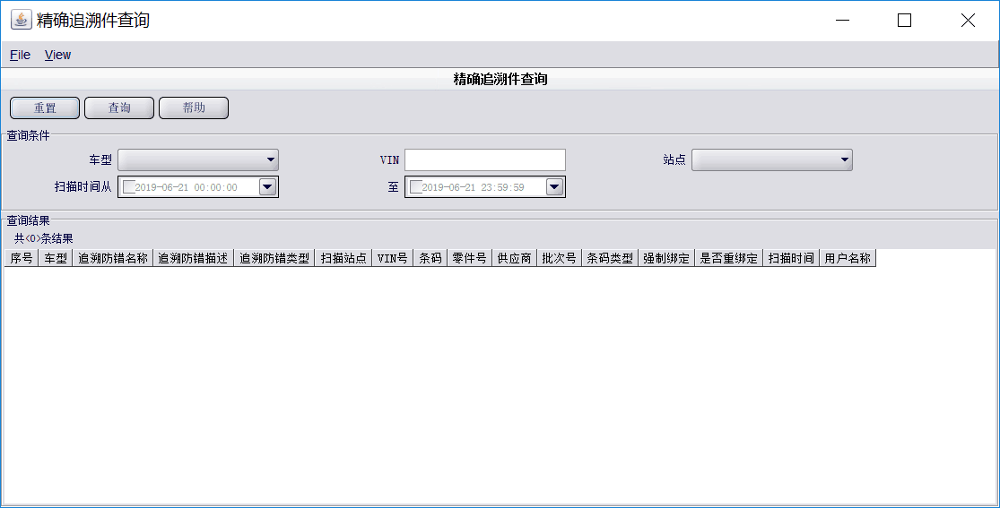 精确追溯件查询
File View
精确追溯件查询
重置 查询 帮助
查询条件
车型 VIN 站点
扫描时间从 2019-06-21 00:00:00 至 2019-06-21 23:59:59
查询结果
共<0>条结果
序号 车型 追溯防错名称 追溯防错描述 追溯防错类型 扫描站点 VIN号 条码 零件号 供应商 批次号 条码类型 强制绑定 是否重绑定 扫描时间 用户名称